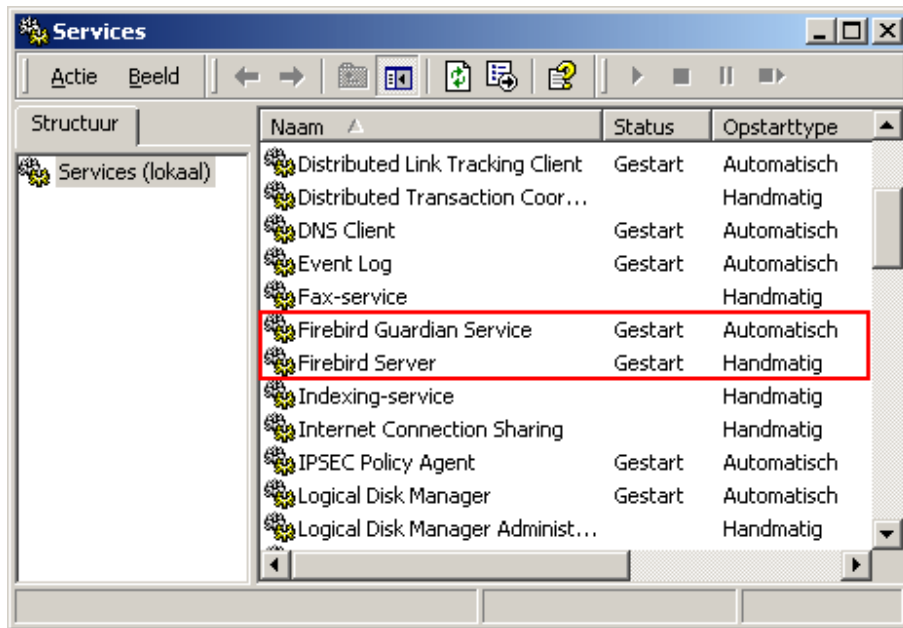 Services
Actie Beeld
Structuur
Services (lokaal)
Naam Status Opstarttype
Distributed Link Tracking Client Gestart Automatisch
Distributed Transaction Coor... Handmatig
DNS Client Gestart Automatisch
Event Log Gestart Automatisch
Fax-service Handmatig
Firebird Guardian Service Gestart Automatisch
Firebird Server Gestart Handmatig
Indexing-service Handmatig
Internet Connection Sharing Handmatig
IPSEC Policy Agent Gestart Automatisch
Logical Disk Manager Gestart Automatisch
Logical Disk Manager Administ... Handmatig